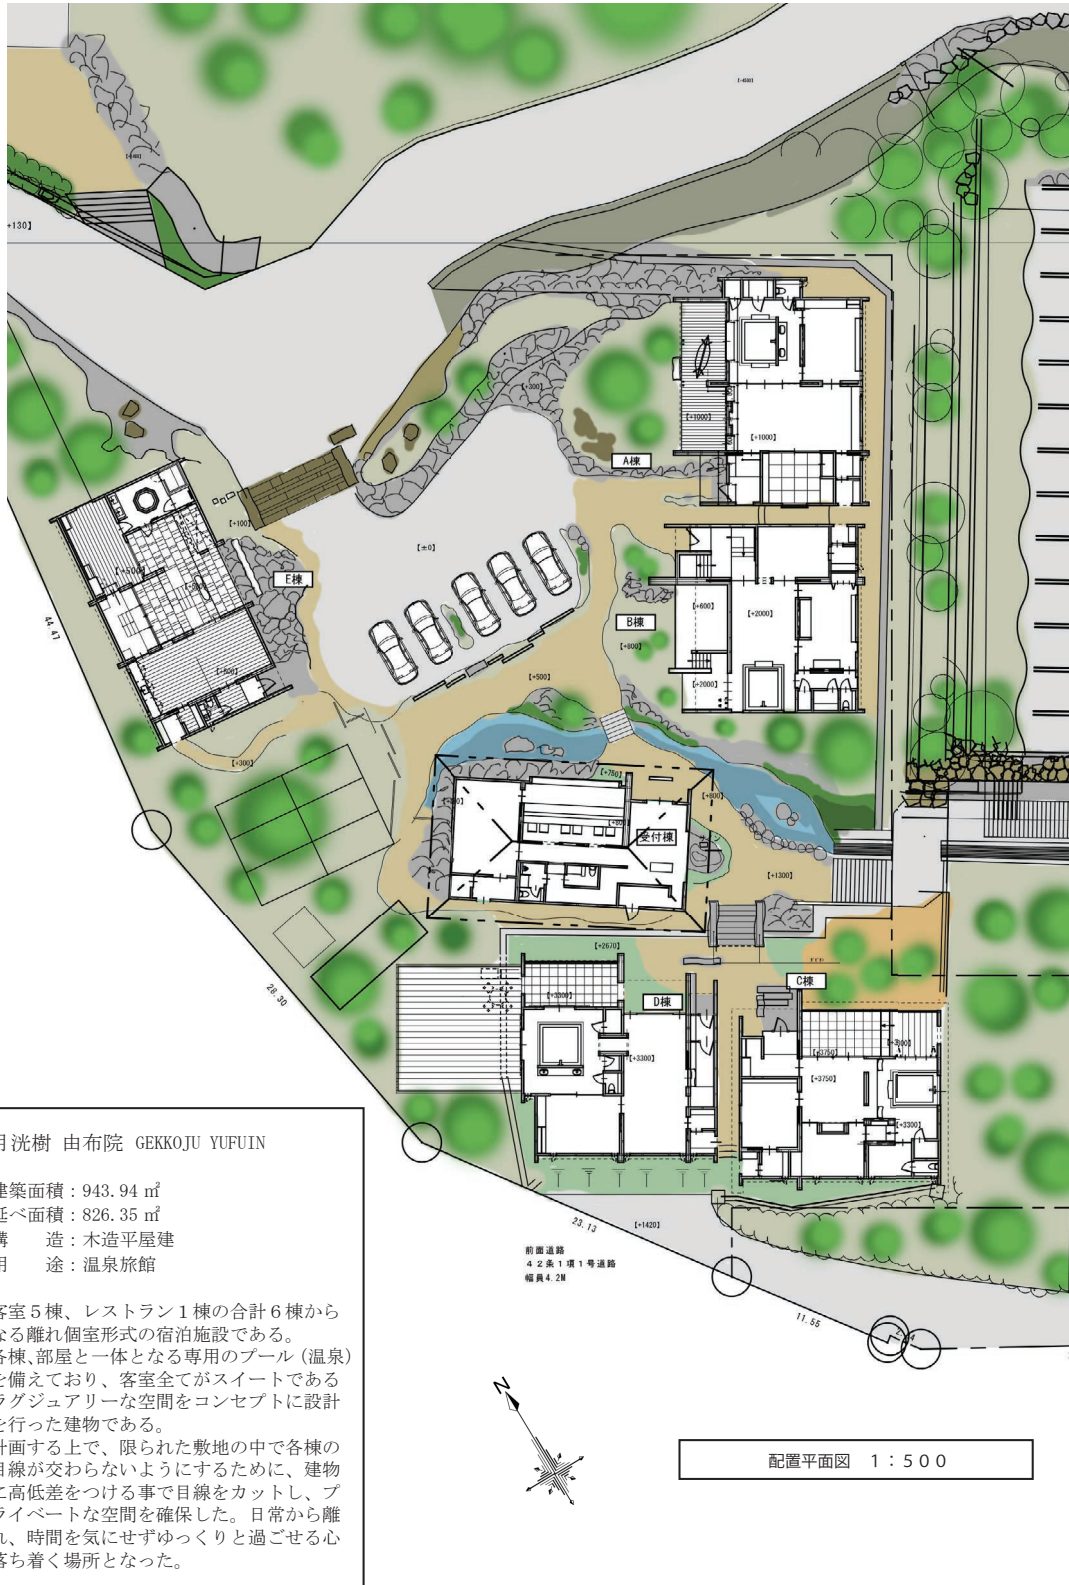 [-4500]
+130]
[+300]
[+1000]
[+1000]
A棟
[+100]
[±0]
[+500]
E棟
[+600]
[+2000]
B棟
[+800]
[+2000]
44.47
[+500]
[+300]
[+750]
[+800]
受付棟
[+1300]
[+2670]
C棟
[+3300]
D棟
[+3300]
[+3750]
[+3750]
[+3300]
28.30
23.13
[+1420]
前面道路
42条1項1号道路
幅員4.2M
11.55
月洸樹 由布院 GEKKOJU YUFUIN
建築面積：943.94 ㎡
延べ面積：826.35 ㎡
構　　造：木造平屋建
用　　途：温泉旅館
客室５棟、レストラン１棟の合計６棟から
なる離れ個室形式の宿泊施設である。
各棟、部屋と一体となる専用のプール（温泉）
を備えており、客室全てがスイートである
ラグジュアリーな空間をコンセプトに設計
を行った建物である。
計画する上で、限られた敷地の中で各棟の
目線が交わらないようにするために、建物
に高低差をつける事で目線をカットし、プ
ライベートな空間を確保した。日常から離
れ、時間を気にせずゆっくりと過ごせる心
落ち着く場所となった。
N
配置平面図　１：５００